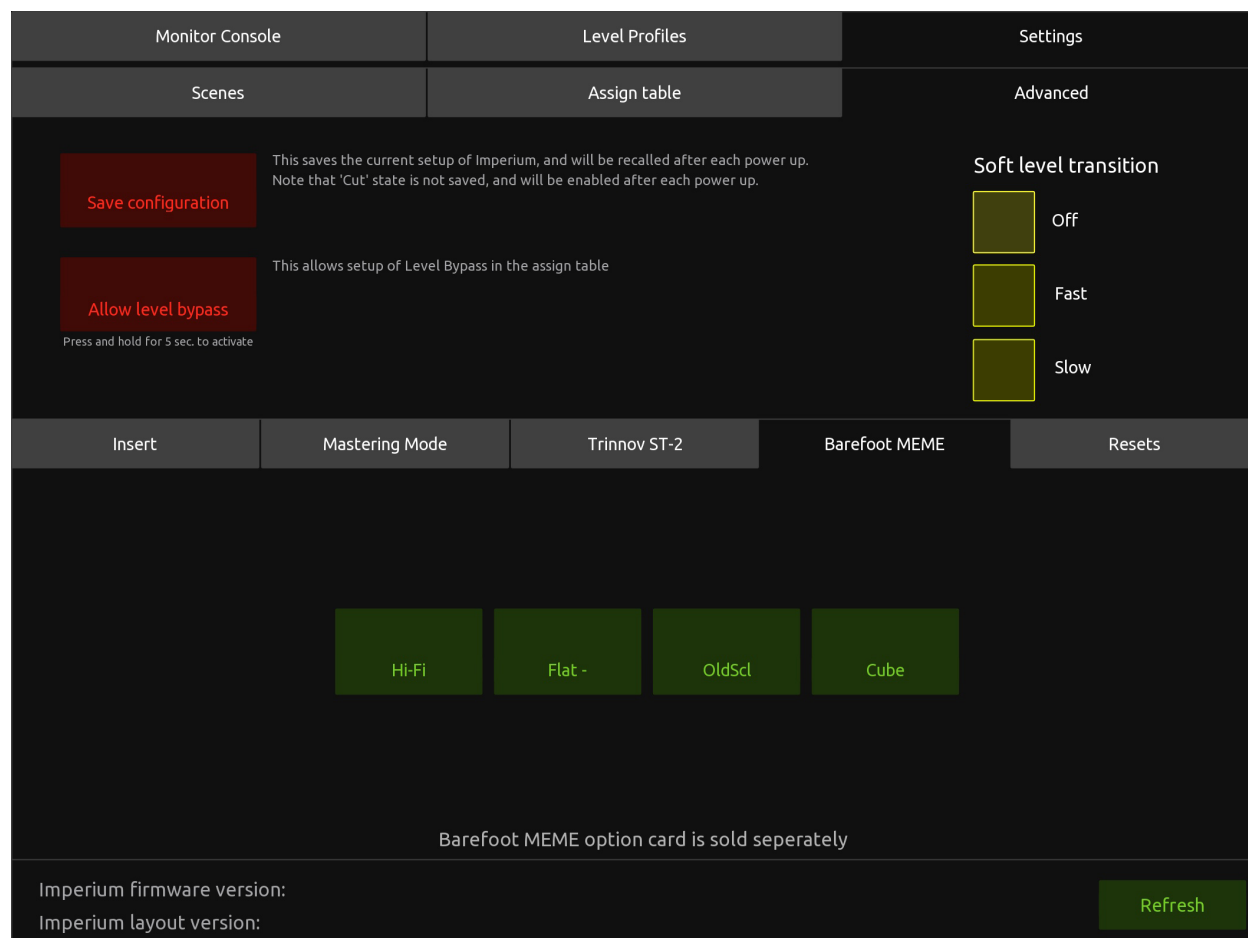 Monitor Console
Level Profiles
Settings
Scenes
Assign table
Advanced
Save configuration
This saves the current setup of Imperium, and will be recalled after each power up.
Note that 'Cut' state is not saved, and will be enabled after each power up.
Allow level bypass
This allows setup of Level Bypass in the assign table
Press and hold for 5 sec. to activate
Soft level transition
Off
Fast
Slow
Insert
Mastering Mode
Trinnov ST-2
Barefoot MEME
Resets
Hi-Fi
Flat -
OldScl
Cube
Barefoot MEME option card is sold seperately
Imperium firmware version:
Imperium layout version:
Refresh